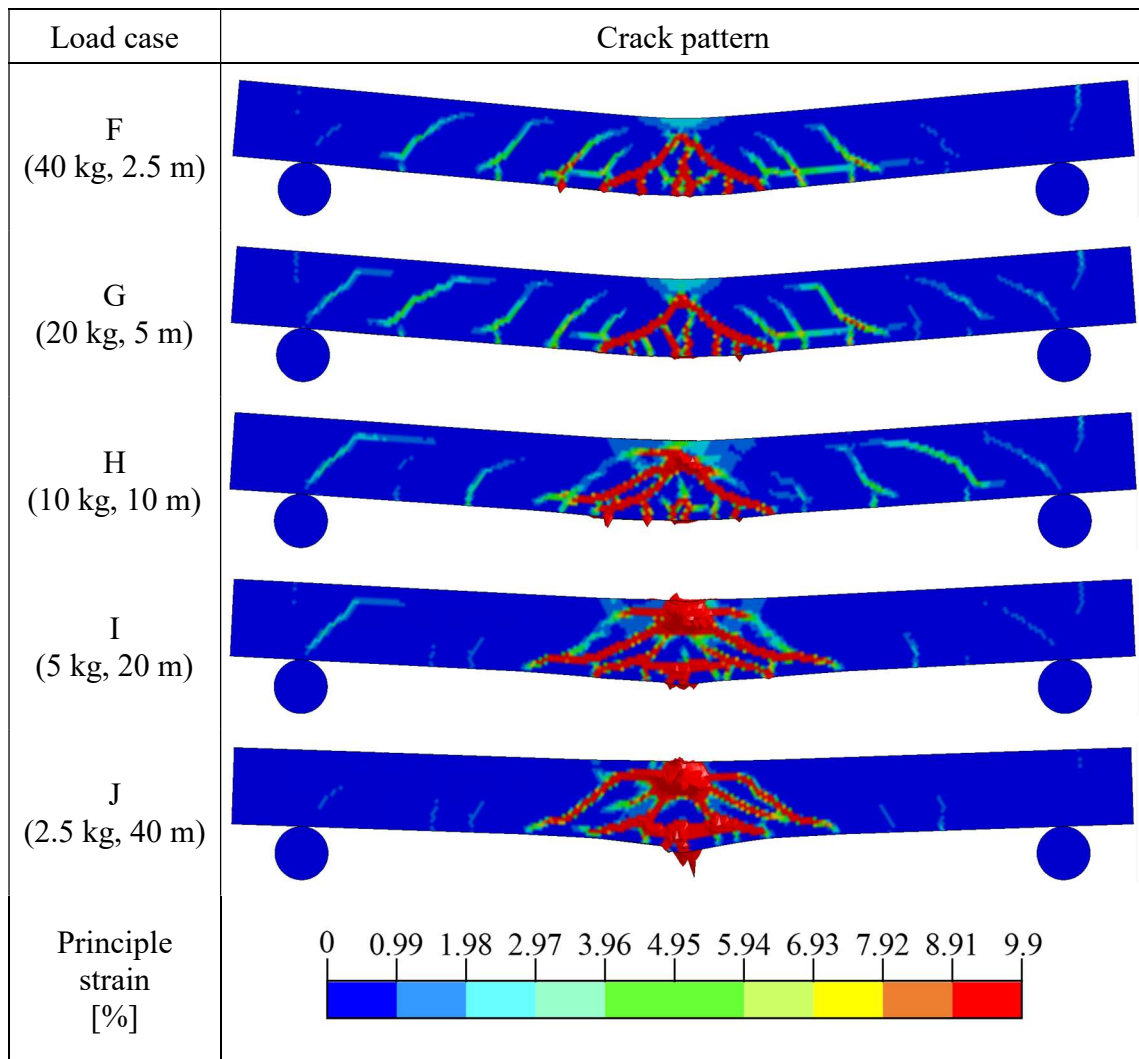 Load case
Crack pattern
F
(40 kg, 2.5 m)
G
(20 kg, 5 m)
H
(10 kg, 10 m)
I
(5 kg, 20 m)
J
(2.5 kg, 40 m)
Principle
strain
[%]
0 0.99 1.98 2.97 3.96 4.95 5.94 6.93 7.92 8.91 9.9